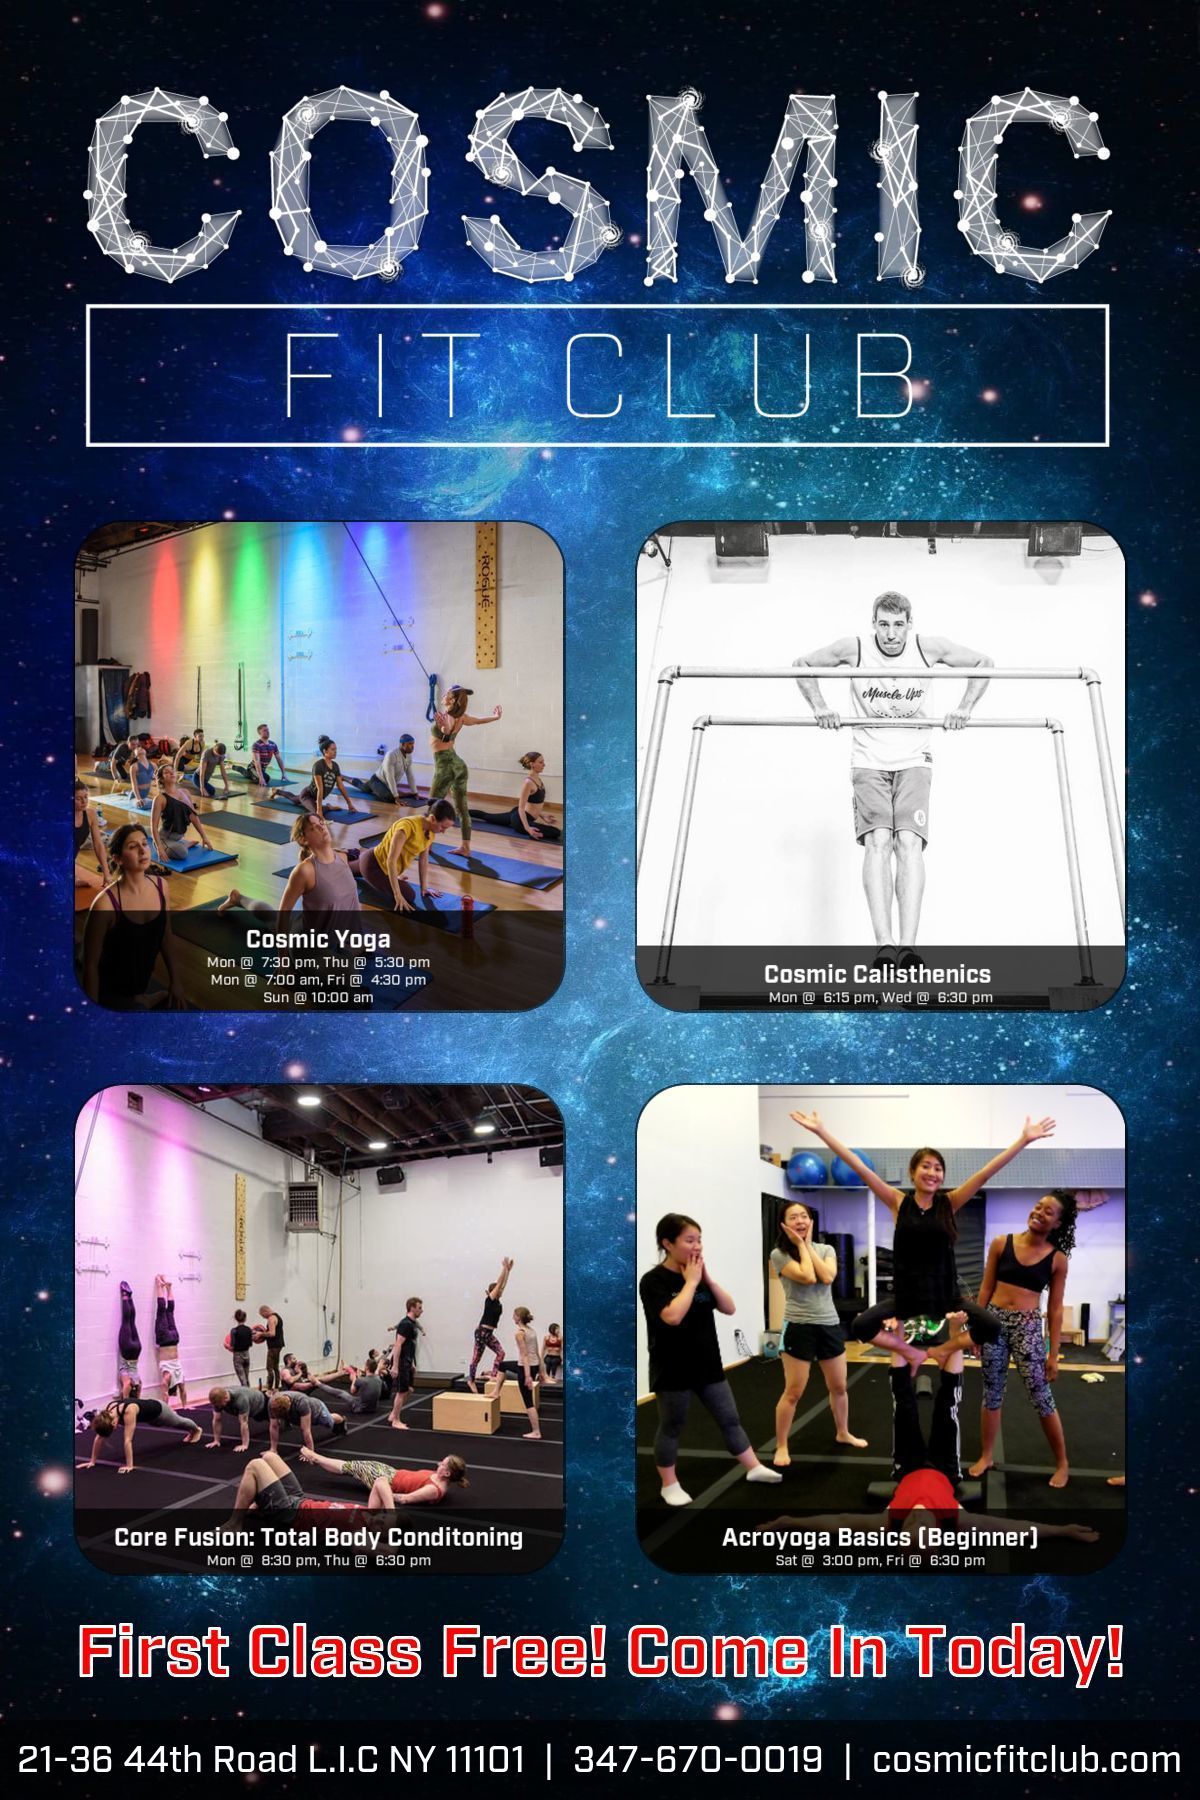 COSMIC
FIT CLUB
ROGUE
Muscle-Ups
Cosmic Yoga
Mon @ 7:30 pm, Thu @ 5:30 pm
Mon @ 7:00 am, Fri @ 4:30 pm
Sun @ 10:00 am
Cosmic Calisthenics
Mon @ 6:15 pm, Wed @ 6:30 pm
Core Fusion: Total Body Conditoning
Mon @ 8:30 pm, Thu @ 6:30 pm
Acroyoga Basics (Beginner)
Sat @ 3:00 pm, Fri @ 6:30 pm
First Class Free! Come In Today!
21-36 44th Road L.I.C NY 11101 | 347-670-0019 | cosmicfitclub.com